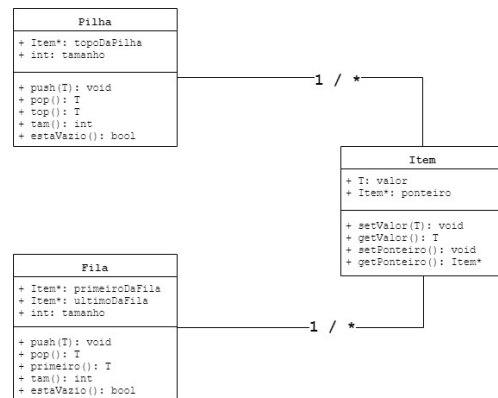 Pilha
+ Item*: topoDaPilha
+ int: tamanho
+ push(T): void
+ pop(): T
+ top(): T
+ tam(): int
+ estaVazio(): bool
1 / *
Item
+ T: valor
+ Item*: ponteiro
+ setValor(T): void
+ getValor(): T
+ setPonteiro(): void
+ getPonteiro(): Item*
Fila
+ Item*: primeiroDaFila
+ Item*: ultimoDaFila
+ int: tamanho
+ push(T): void
+ pop(): T
+ primeiro(): T
+ tam(): int
+ estaVazio(): bool
1 / *